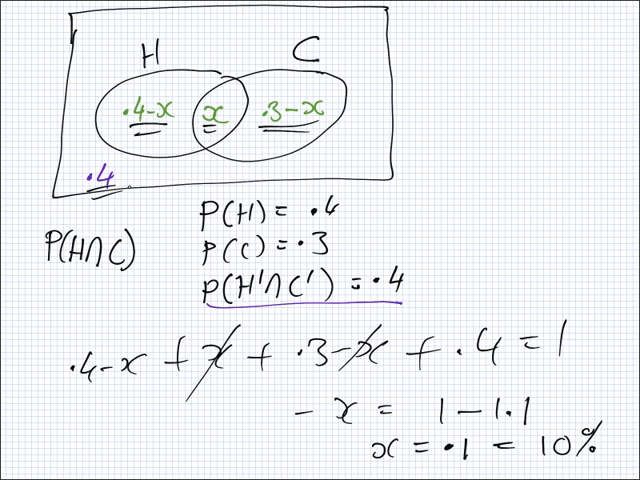 H C
.4-x x .3-x
.4
P(H) = .4
P(H∩C) P(C) = .3
P(H'∩C') = .4
.4-x + x + .3-x + .4 = 1
- x = 1 - 1.1
x = .1 = 10%